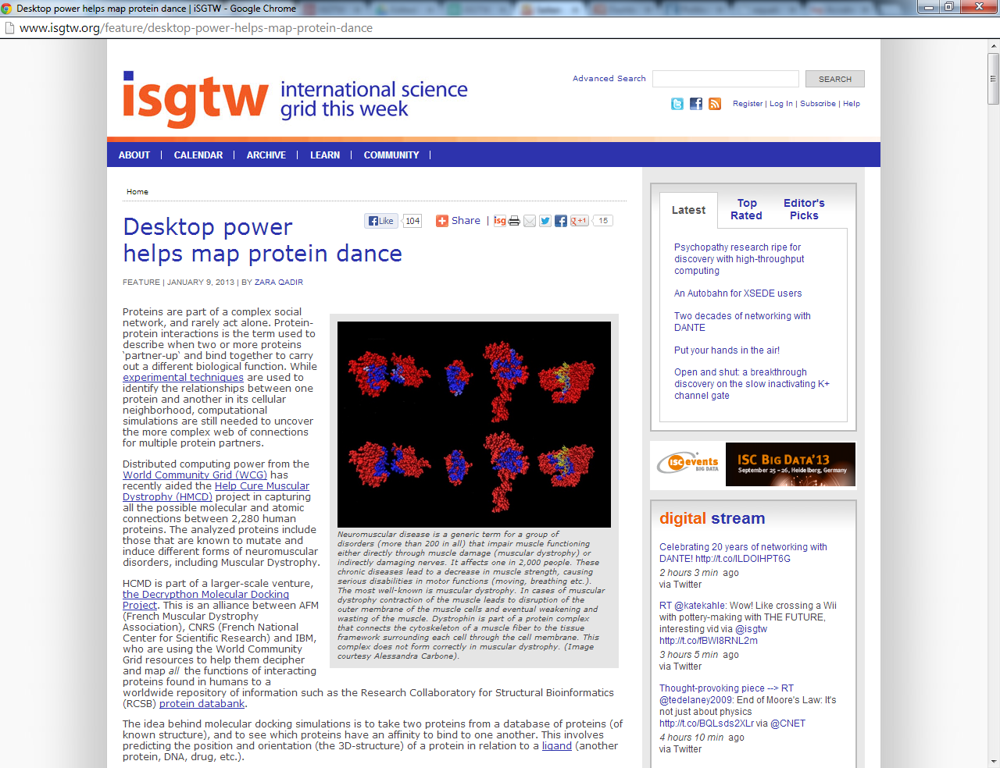 Desktop power helps map protein dance | iSGTW - Google Chrome
www.isgtw.org/feature/desktop-power-helps-map-protein-dance
isgtw international science
grid this week
Advanced Search
SEARCH
Register | Log In | Subscribe | Help
ABOUT | CALENDAR | ARCHIVE | LEARN | COMMUNITY |
Home
Desktop power
helps map protein dance
Like 104 Share | isg g +1 15
FEATURE | JANUARY 9, 2013 | BY ZARA QADIR
Proteins are part of a complex social
network, and rarely act alone. Protein-
protein interactions is the term used to
describe when two or more proteins
`partner-up` and bind together to carry
out a different biological function. While
experimental techniques are used to
identify the relationships between one
protein and another in its cellular
neighborhood, computational
simulations are still needed to uncover
the more complex web of connections
for multiple protein partners.
Distributed computing power from the
World Community Grid (WCG) has
recently aided the Help Cure Muscular
Dystrophy (HMCD) project in capturing
all the possible molecular and atomic
connections between 2,280 human
proteins. The analyzed proteins include
those that are known to mutate and
induce different forms of neuromuscular
disorders, including Muscular Dystrophy.
HCMD is part of a larger-scale venture,
the Decrypthon Molecular Docking
Project. This is an alliance between AFM
(French Muscular Dystrophy
Association), CNRS (French National
Center for Scientific Research) and IBM,
who are using the World Community
Grid resources to help them decipher
and map all the functions of interacting
proteins found in humans to a
worldwide repository of information such as the Research Collaboratory for Structural Bioinformatics
(RCSB) protein databank.
The idea behind molecular docking simulations is to take two proteins from a database of proteins (of
known structure), and to see which proteins have an affinity to bind to one another. This involves
predicting the position and orientation (the 3D-structure) of a protein in relation to a ligand (another
protein, DNA, drug, etc.).
Neuromuscular disease is a generic term for a group of
disorders (more than 200 in all) that impair muscle functioning
either directly through muscle damage (muscular dystrophy) or
indirectly damaging nerves. It affects one in 2,000 people. These
chronic diseases lead to a decrease in muscle strength, causing
serious disabilities in motor functions (moving, breathing etc.).
The most well-known is muscular dystrophy. In cases of muscular
dystrophy contraction of the muscle leads to disruption of the
outer membrane of the muscle cells and eventual weakening and
wasting of the muscle. Dystrophin is part of a protein complex
that connects the cytoskeleton of a muscle fiber to the tissue
framework surrounding each cell through the cell membrane. This
complex does not form correctly in muscular dystrophy. (Image
courtesy Alessandra Carbone).
Latest
Top
Rated
Editor's
Picks
Psychopathy research ripe for
discovery with high-throughput
computing
An Autobahn for XSEDE users
Two decades of networking with
DANTE
Put your hands in the air!
Open and shut: a breakthrough
discovery on the slow inactivating K+
channel gate
isc events
BIG DATA
ISC BIG DATA'13
September 25 - 26, Heidelberg, Germany
digital stream
Celebrating 20 years of networking with
DANTE! http://t.co/lLDOIHPT6G
2 hours 3 min ago
via Twitter
RT @katekahle: Wow! Like crossing a Wii
with pottery-making with THE FUTURE,
interesting vid via @isgtw
http://t.co/fBWI8RNL2m
3 hours 5 min ago
via Twitter
Thought-provoking piece --> RT
@tedelaney2009: End of Moore's Law: It's
not just about physics
http://t.co/BQLsds2XLr via @CNET
4 hours 10 min ago
via Twitter